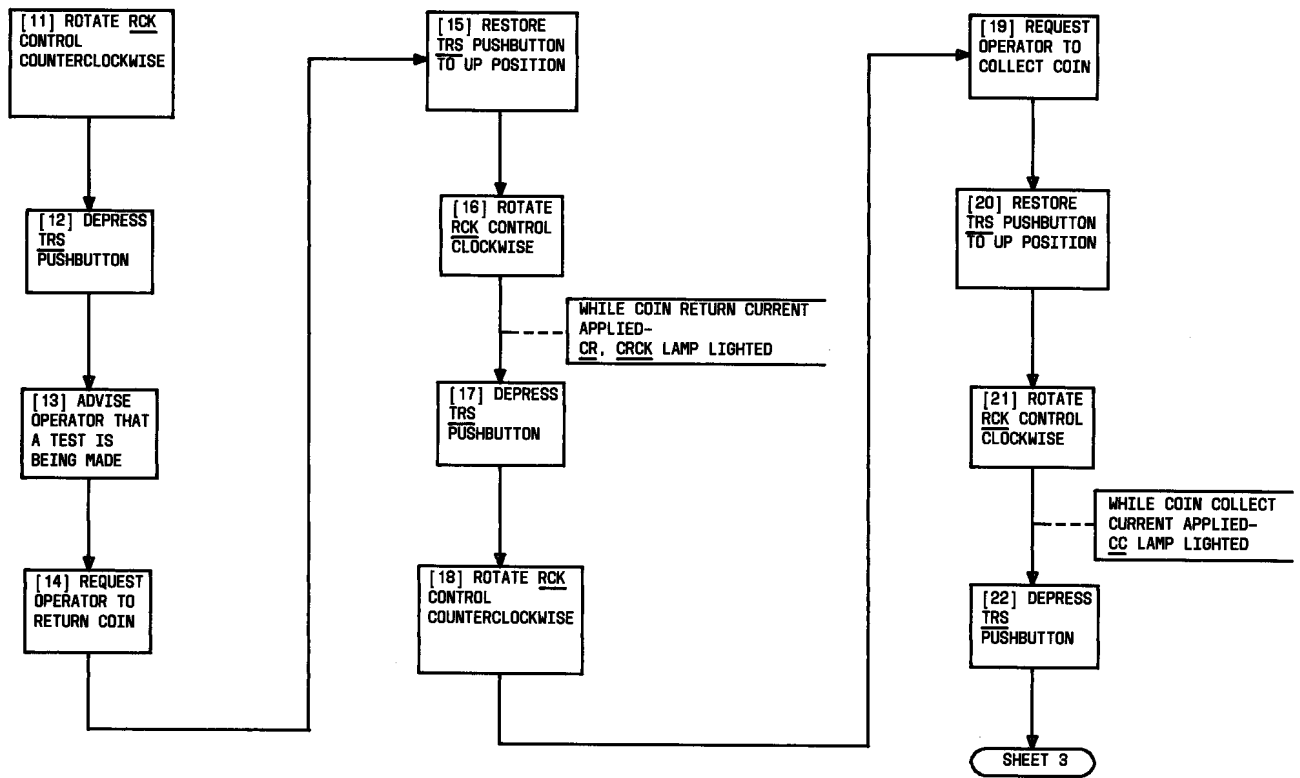 [11] ROTATE RCK
CONTROL
COUNTERCLOCKWISE
[12] DEPRESS
TRS
PUSHBUTTON
[13] ADVISE
OPERATOR THAT
A TEST IS
BEING MADE
[14] REQUEST
OPERATOR TO
RETURN COIN
[15] RESTORE
TRS PUSHBUTTON
TO UP POSITION
[16] ROTATE
RCK CONTROL
CLOCKWISE
WHILE COIN RETURN CURRENT
APPLIED-
CR, CRCK LAMP LIGHTED
[17] DEPRESS
TRS
PUSHBUTTON
[18] ROTATE RCK
CONTROL
COUNTERCLOCKWISE
[19] REQUEST
OPERATOR TO
COLLECT COIN
[20] RESTORE
TRS PUSHBUTTON
TO UP POSITION
[21] ROTATE
RCK CONTROL
CLOCKWISE
WHILE COIN COLLECT
CURRENT APPLIED-
CC LAMP LIGHTED
[22] DEPRESS
TRS
PUSHBUTTON
SHEET 3